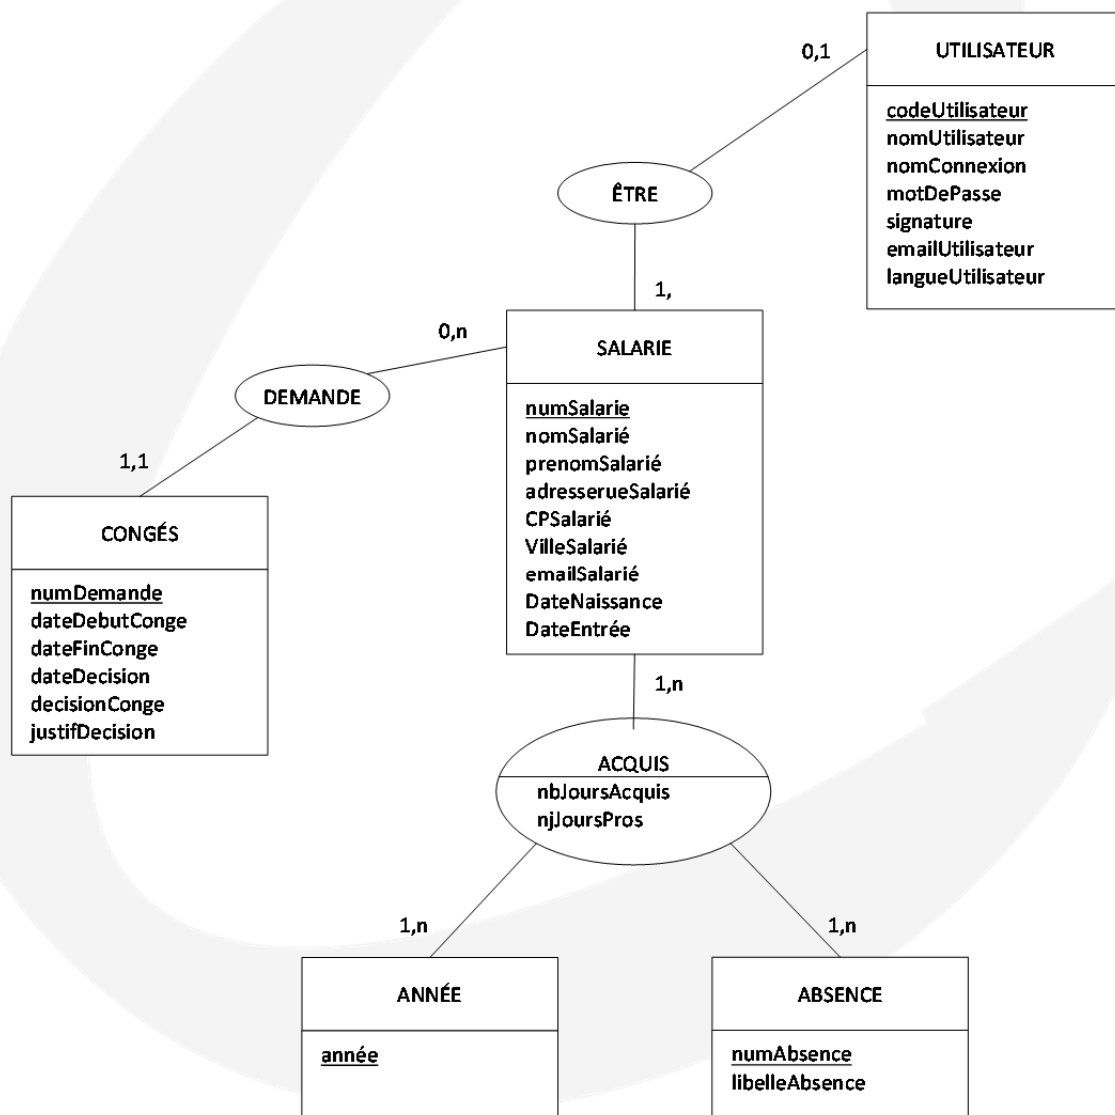 UTILISATEUR
0,1
codeUtilisateur
nomUtilisateur
nomConnexion
motDePasse
signature
emailUtilisateur
langueUtilisateur
ÊTRE
1,
0,n
SALARIE
DEMANDE
numSalarie
nomSalarié
prenomSalarié
adresserueSalarié
CPSalarié
VilleSalarié
emailSalarié
DateNaissance
DateEntrée
1,1
CONGÉS
numDemande
dateDebutConge
dateFinConge
dateDecision
decisionConge
justifDecision
1,n
ACQUIS
nbJoursAcquis
njJoursPros
1,n
1,n
ANNÉE
année
ABSENCE
numAbsence
libelleAbsence